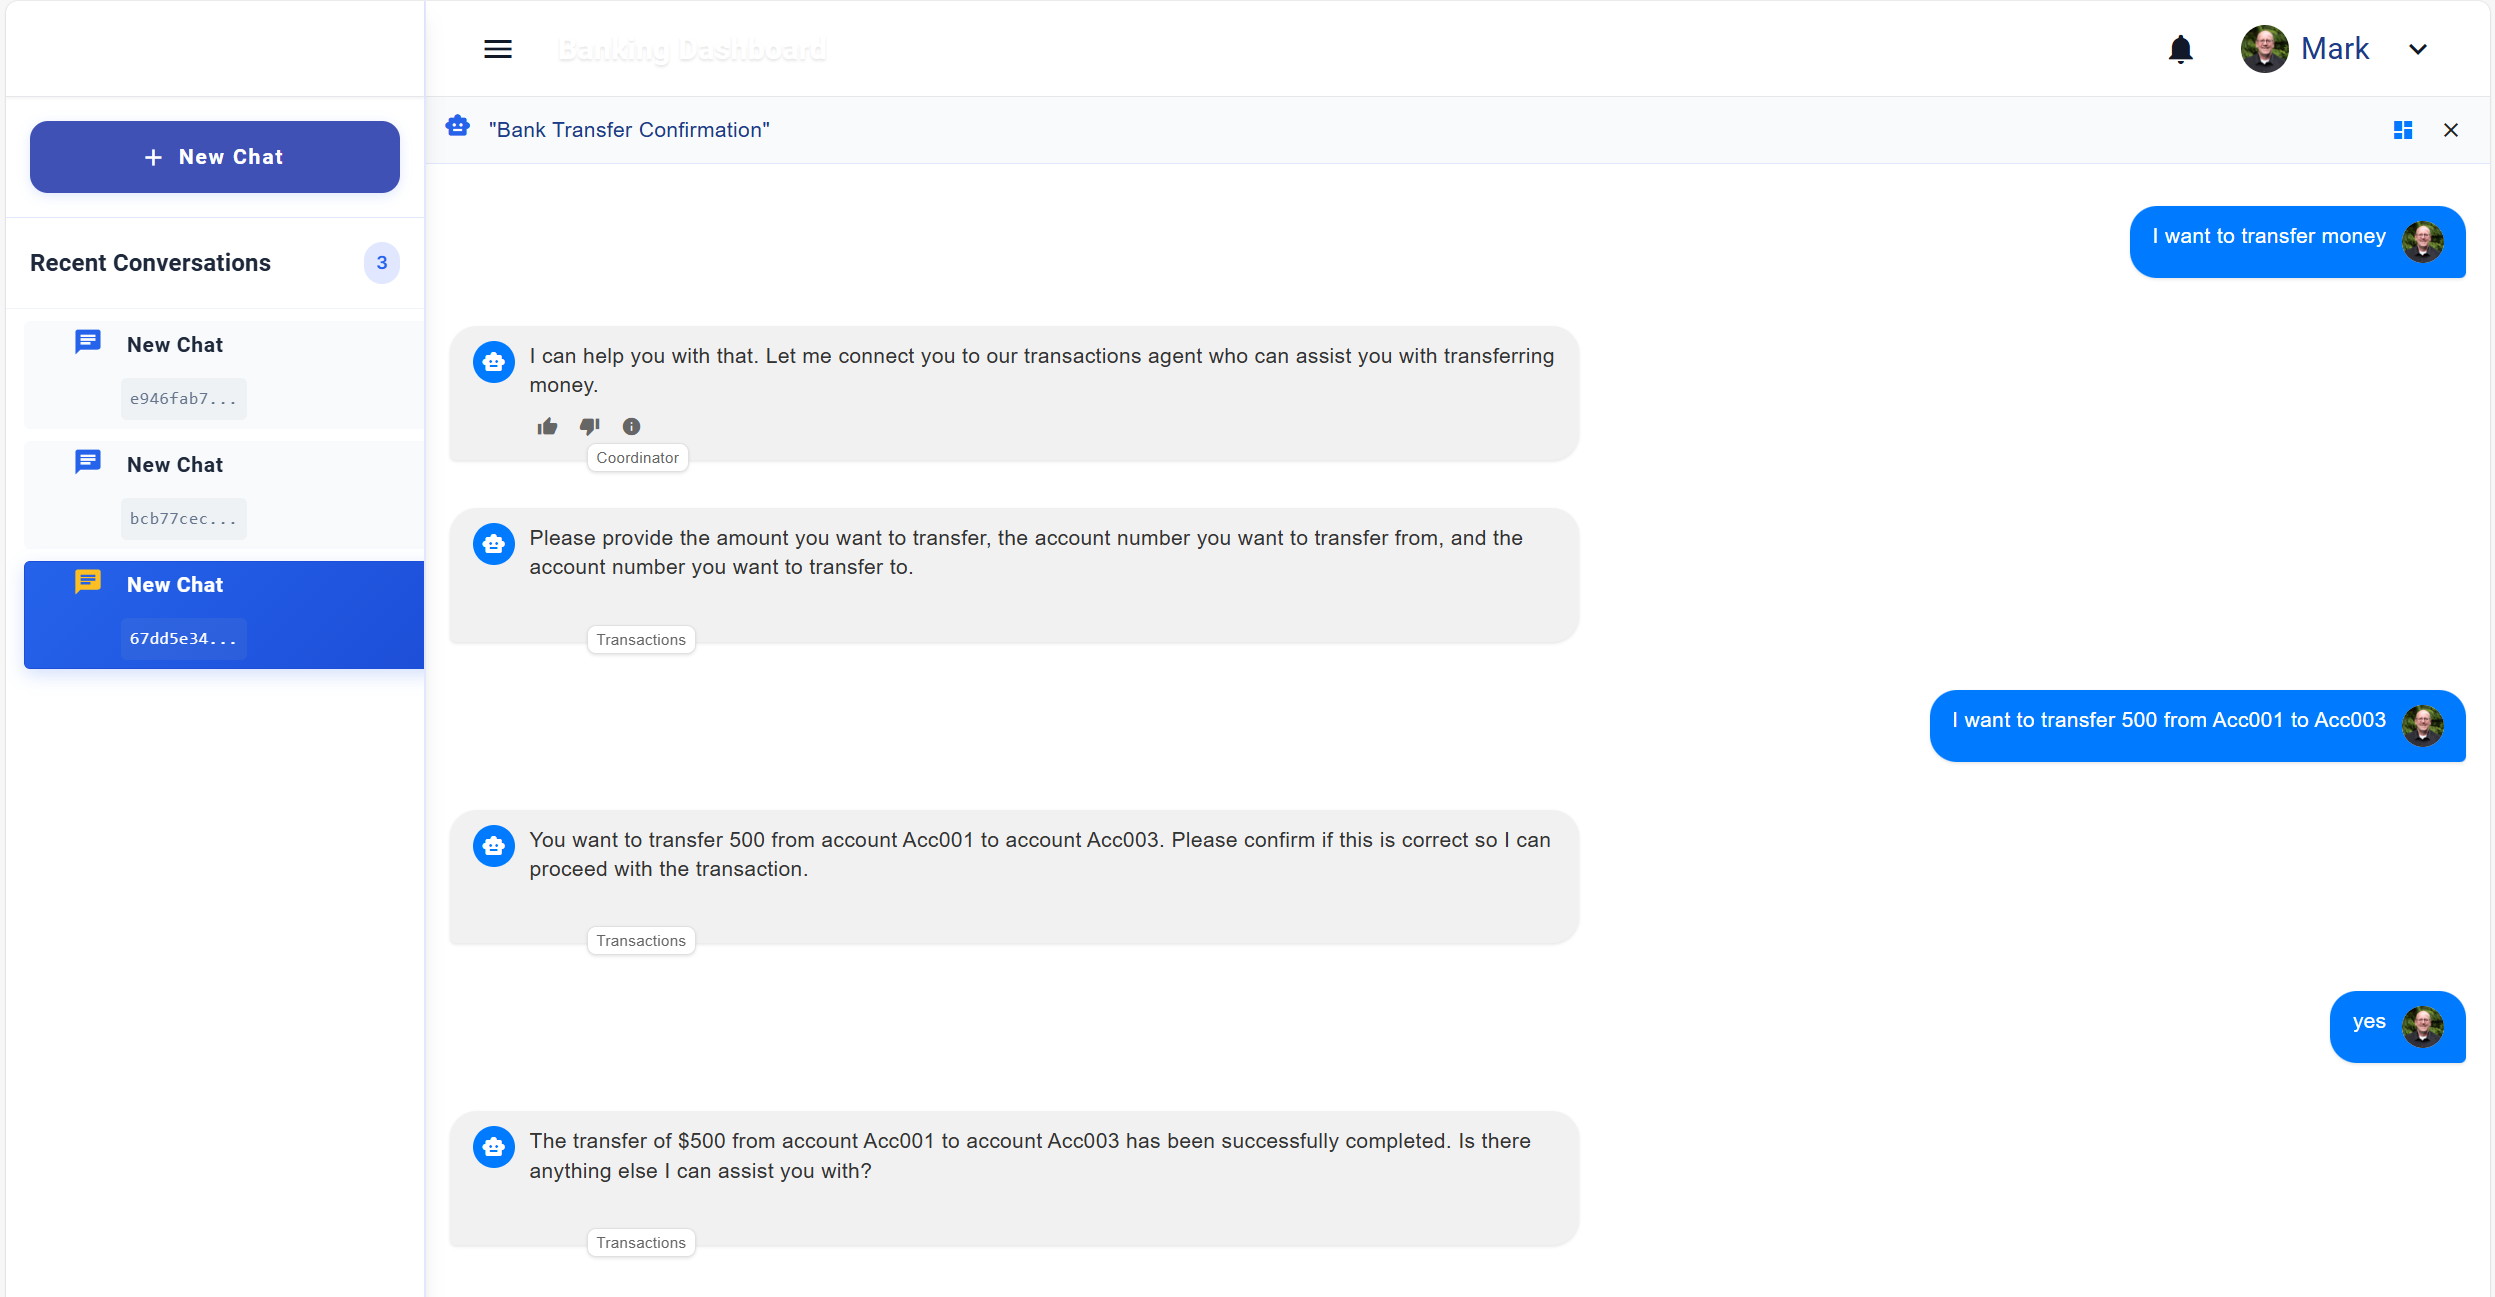 Banking Dashboard
Mark
+ New Chat
Recent Conversations
3
New Chat
e946fab7...
New Chat
bcb77cec...
New Chat
67dd5e34...
"Bank Transfer Confirmation"
I want to transfer money
I can help you with that. Let me connect you to our transactions agent who can assist you with transferring
money.
Coordinator
Please provide the amount you want to transfer, the account number you want to transfer from, and the
account number you want to transfer to.
Transactions
I want to transfer 500 from Acc001 to Acc003
You want to transfer 500 from account Acc001 to account Acc003. Please confirm if this is correct so I can
proceed with the transaction.
Transactions
yes
The transfer of $500 from account Acc001 to account Acc003 has been successfully completed. Is there
anything else I can assist you with?
Transactions